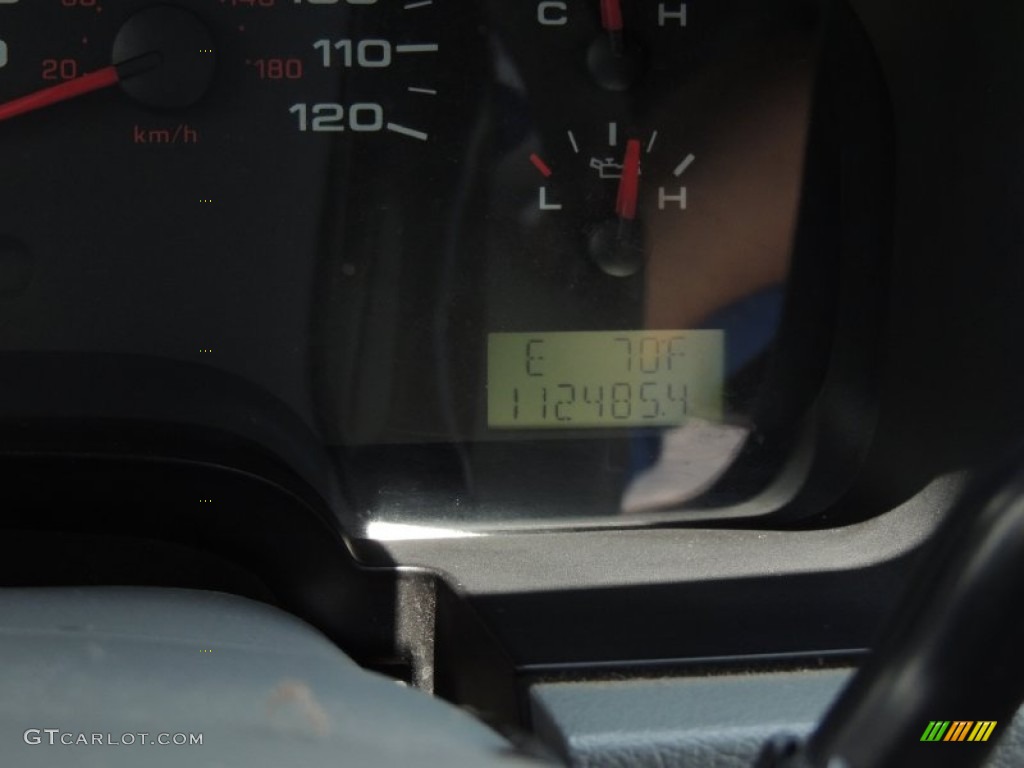 C H
110
20 180
120
km/h
L H
E 70F
112485.4
GTCARLOT.COM